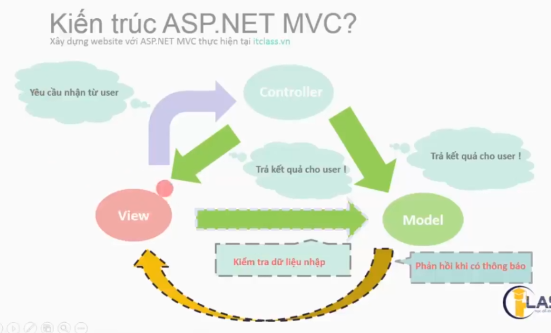 Kiến trúc ASP.NET MVC?
Xây dựng website với ASP.NET MVC thực hiện tại itclass.vn
Yêu cầu nhận từ user
Controller
Trả kết quả cho user !
Trả kết quả cho user !
View
Model
Kiểm tra dữ liệu nhập
Phản hồi khi có thông báo
LAS